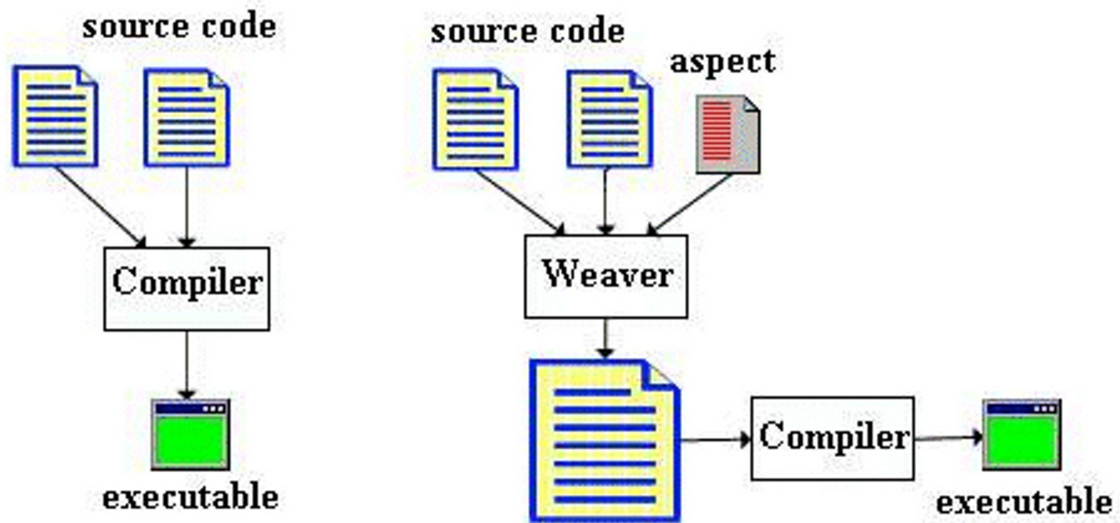 source code
Compiler
executable
source code
aspect
Weaver
Compiler
executable